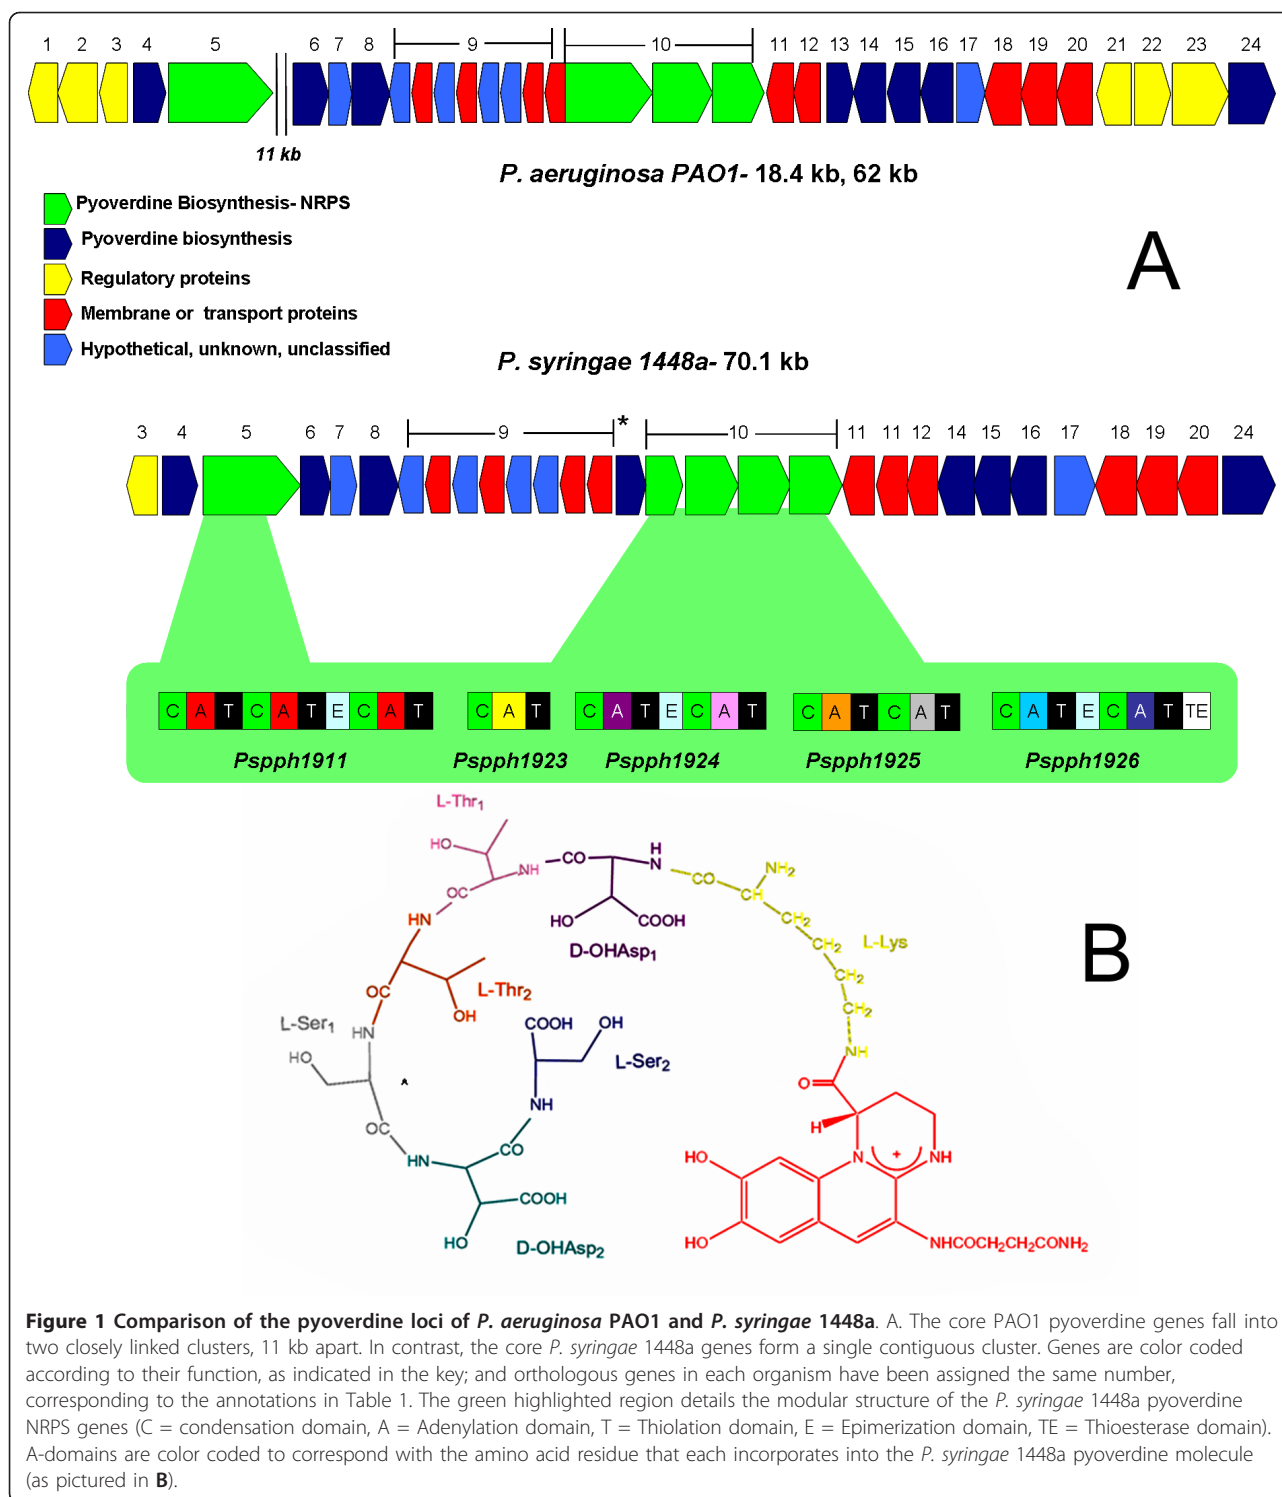 1 2 3 4 5 6 7 8 9 10 11 12 13 14 15 16 17 18 19 20 21 22 23 24
11 kb
P. aeruginosa PAO1- 18.4 kb, 62 kb
Pyoverdine Biosynthesis- NRPS
Pyoverdine biosynthesis
Regulatory proteins
Membrane or transport proteins
Hypothetical, unknown, unclassified
A
P. syringae 1448a- 70.1 kb
3 4 5 6 7 8 9 * 10 11 11 12 14 15 16 17 18 19 20 24
C A T C A T E C A T
C A T
C A T E C A T
C A T C A T
C A T E C A T TE
Pspph1911 Pspph1923 Pspph1924 Pspph1925 Pspph1926
L-Thr1
HO
NH
OC
CO
H
N
HO
COOH
D-OHAsp1
CO
NH2
CH
CH2
CH2
CH2
CH2
L-Lys
NH
B
HN
OC
L-Thr2
OH
L-Ser1
HN
HO
OC
COOH
OH
L-Ser2
NH
CO
HN
COOH
HO
D-OHAsp2
O
H
N
+
NH
HO
HO
NHCOCH2CH2CONH2
Figure 1 Comparison of the pyoverdine loci of P. aeruginosa PAO1 and P. syringae 1448a. A. The core PAO1 pyoverdine genes fall into
two closely linked clusters, 11 kb apart. In contrast, the core P. syringae 1448a genes form a single contiguous cluster. Genes are color coded
according to their function, as indicated in the key; and orthologous genes in each organism have been assigned the same number,
corresponding to the annotations in Table 1. The green highlighted region details the modular structure of the P. syringae 1448a pyoverdine
NRPS genes (C = condensation domain, A = Adenylation domain, T = Thiolation domain, E = Epimerization domain, TE = Thioesterase domain).
A-domains are color coded to correspond with the amino acid residue that each incorporates into the P. syringae 1448a pyoverdine molecule
(as pictured in B).